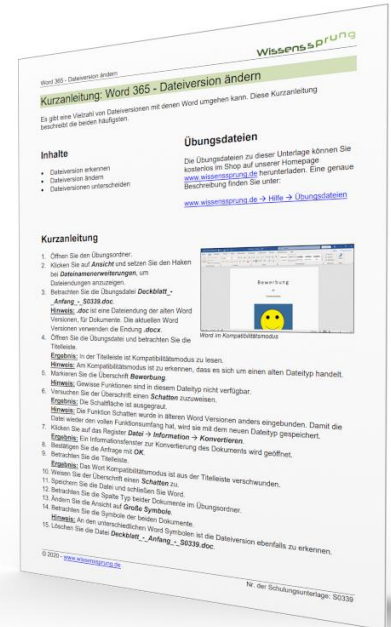 Wissenssprung
Word 365 - Dateiversion ändern
Kurzanleitung: Word 365 - Dateiversion ändern
Es gibt eine Vielzahl von Dateiversionen mit denen Word umgehen kann. Diese Kurzanleitung
beschreibt die beiden häufigsten.
Inhalte
• Dateiversion erkennen
• Dateiversion ändern
• Dateiversionen unterscheiden
Übungsdateien
Die Übungsdateien zu dieser Unterlage können Sie
kostenlos im Shop auf unserer Homepage
www.wissenssprung.de herunterladen. Eine genaue
Beschreibung finden Sie unter:
www.wissenssprung.de → Hilfe → Übungsdateien
Kurzanleitung
1. Öffnen Sie den Übungsordner.
2. Klicken Sie auf Ansicht und setzen Sie den Haken
bei Dateinamenerweiterungen, um
Dateiendungen anzuzeigen.
3. Betrachten Sie die Übungsdatei Deckblatt_-
_Anfang_-_S0339.doc.
Hinweis: .doc ist eine Dateiendung der alten Word
Versionen, für Dokumente. Die aktuellen Word
Versionen verwenden die Endung .docx.
4. Öffnen Sie die Übungsdatei und betrachten Sie die
Titelleiste.
Ergebnis: In der Titelleiste ist Kompatibilitätsmodus zu lesen.
Hinweis: Am Kompatibilitätsmodus ist zu erkennen, dass es sich um einen alten Dateityp handelt.
5. Markieren Sie die Überschrift Bewerbung.
Hinweis: Gewisse Funktionen sind in diesem Dateityp nicht verfügbar.
6. Versuchen Sie der Überschrift einen Schatten zuzuweisen.
Ergebnis: Die Schaltfläche ist ausgegraut.
Hinweis: Die Funktion Schatten wurde in älteren Word Versionen anders eingebunden. Damit die
Datei wieder den vollen Funktionsumfang hat, wird sie mit dem neuen Dateityp gespeichert.
7. Klicken Sie auf das Register Datei → Information → Konvertieren.
Ergebnis: Ein Informationsfenster zur Konvertierung des Dokuments wird geöffnet.
8. Bestätigen Sie die Anfrage mit OK.
9. Betrachten Sie die Titelleiste.
Ergebnis: Das Wort Kompatibilitätsmodus ist aus der Titelleiste verschwunden.
10. Weisen Sie der Überschrift einen Schatten zu.
11. Speichern Sie die Datei und schließen Sie Word.
12. Betrachten Sie die Spalte Typ beider Dokumente im Übungsordner.
13. Ändern Sie die Ansicht auf Große Symbole.
14. Betrachten Sie die Symbole der beiden Dokumente.
Hinweis: An den unterschiedlichen Word Symbolen ist die Dateiversion ebenfalls zu erkennen.
15. Löschen Sie die Datei Deckblatt_-_Anfang_-_S0339.doc.
Bewerbung
Word im Kompatibilitätsmodus
© 2020 - www.wissenssprung.de
Nr. der Schulungsunterlage: S0339